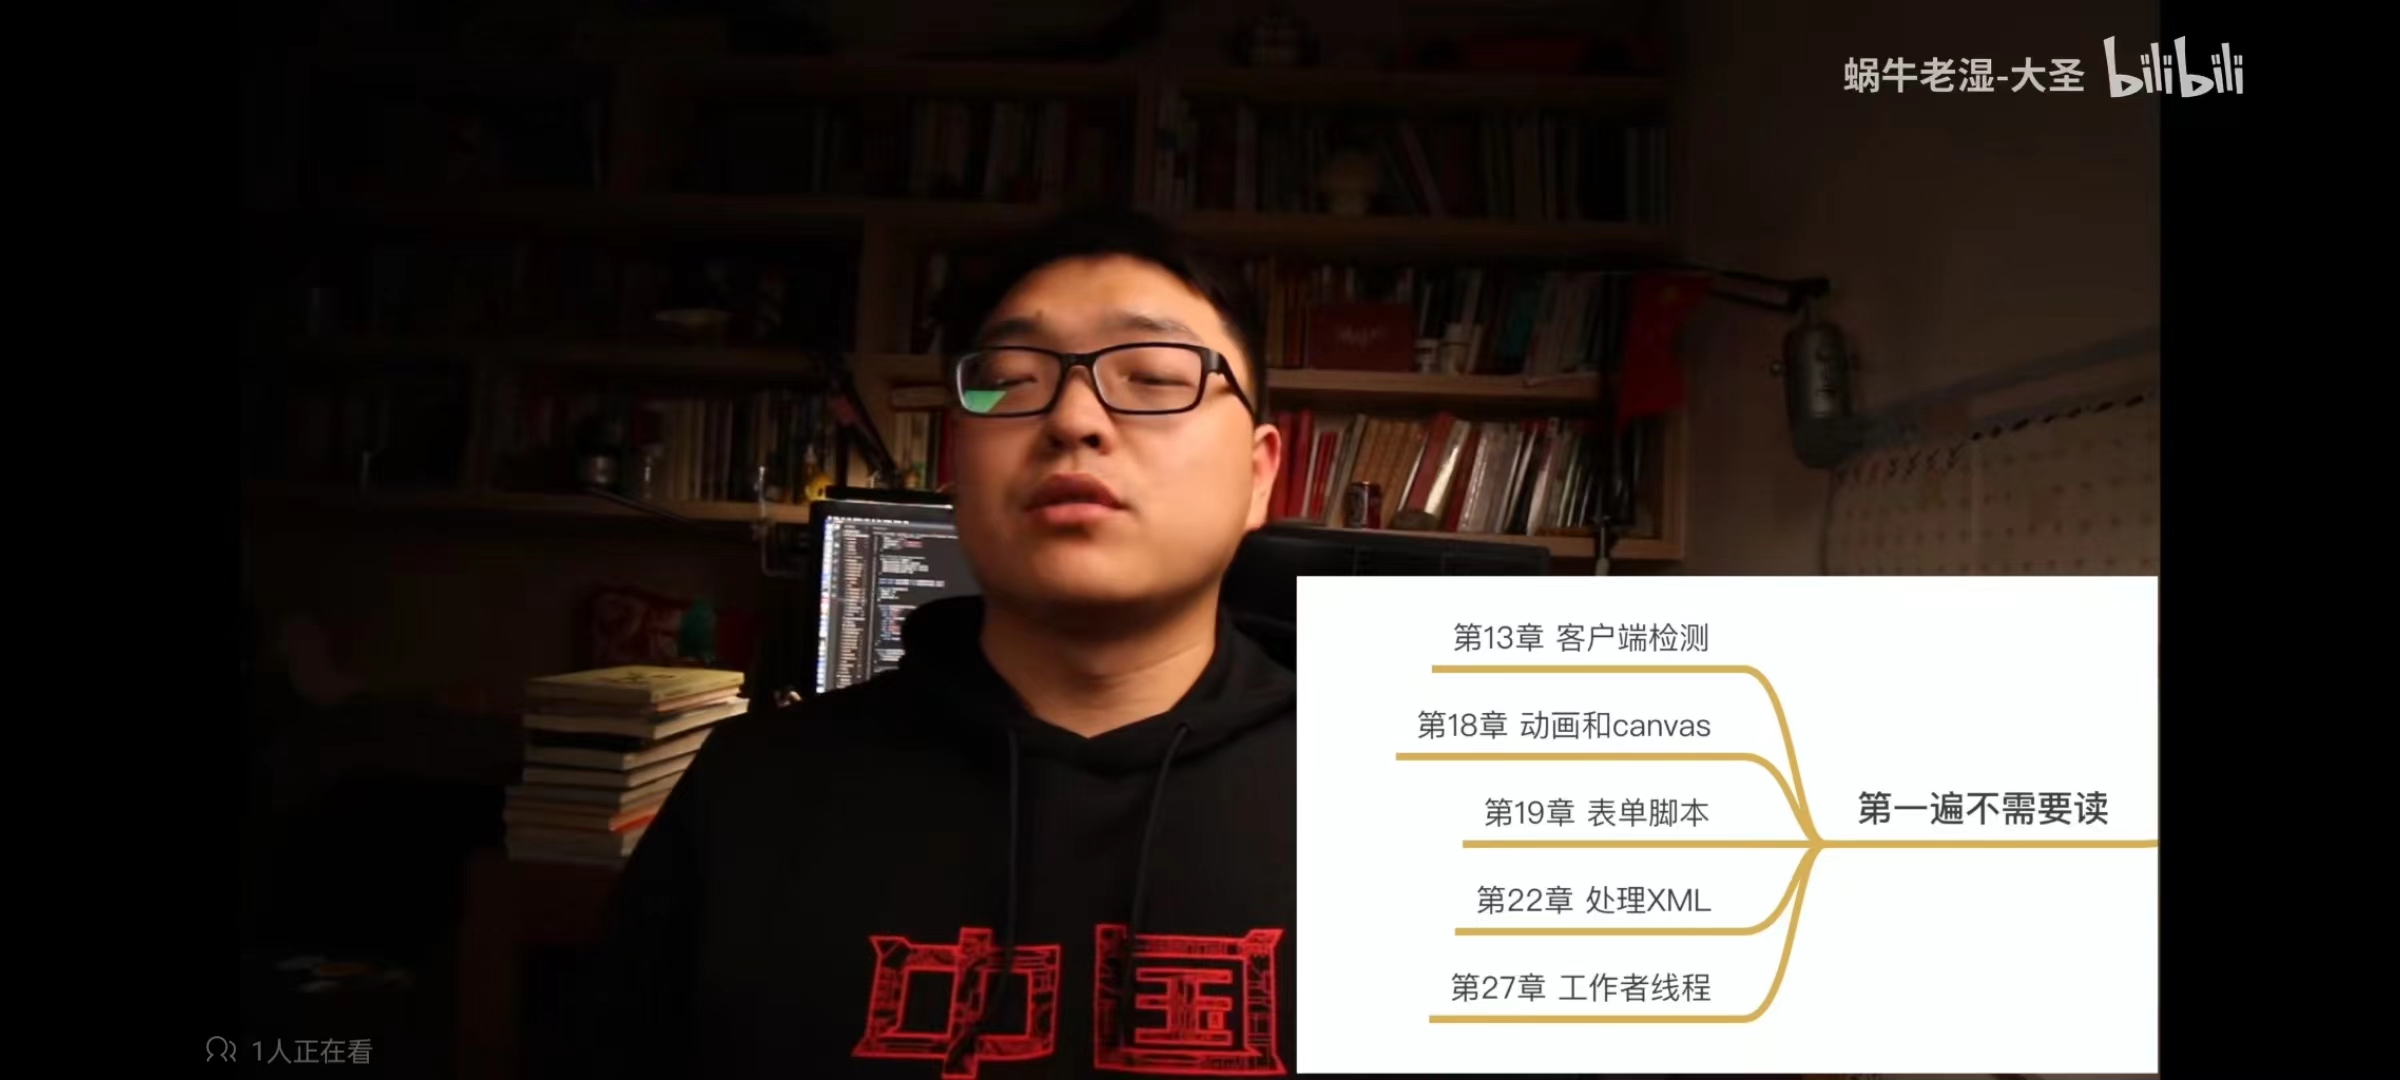 蜗牛老湿-大圣 bilibili
第13章 客户端检测
第18章 动画和canvas
第19章 表单脚本
第22章 处理XML
第27章 工作者线程
第一遍不需要读
中国
1人正在看